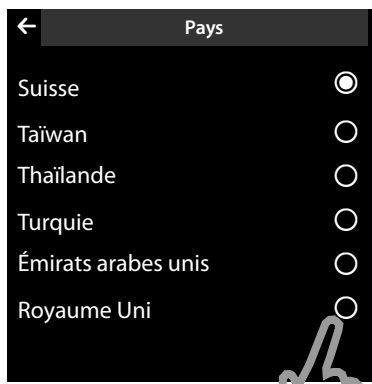 Pays
Suisse
Taïwan
Thaïlande
Turquie
Émirats arabes unis
Royaume Uni